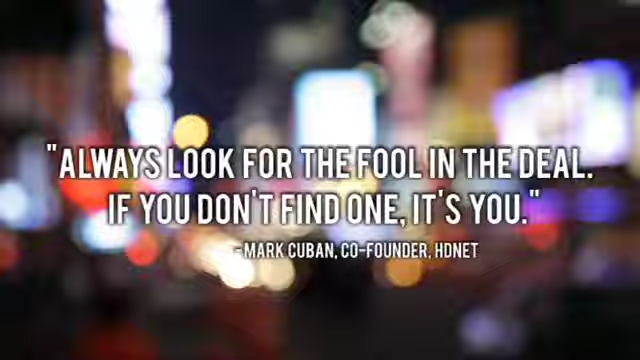 "ALWAYS LOOK FOR THE FOOL IN THE DEAL.
IF YOU DON'T FIND ONE, IT'S YOU."
- MARK CUBAN, CO-FOUNDER, HDNET